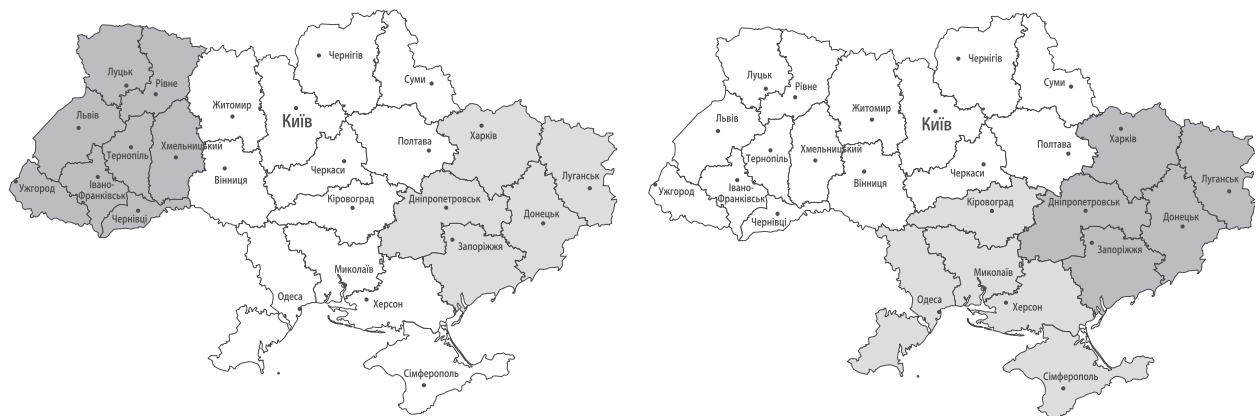 Чернігів
Суми
Луцьк
Рівне
Житомир
Київ
Львів
Харків
Полтава
Тернопіль
Хмельницький
Черкаси
Вінниця
Луганськ
Ужгород
Івано-
Франківськ
Кіровоград
Дніпропетровськ
Чернівці
Донецьк
Запоріжжя
Миколаїв
Одеса
Херсон
Сімферополь
Чернігів
Суми
Луцьк
Рівне
Житомир
Київ
Львів
Харків
Полтава
Тернопіль
Хмельницький
Черкаси
Вінниця
Луганськ
Ужгород
Івано-
Франківськ
Кіровоград
Дніпропетровськ
Чернівці
Донецьк
Запоріжжя
Миколаїв
Одеса
Херсон
Сімферополь